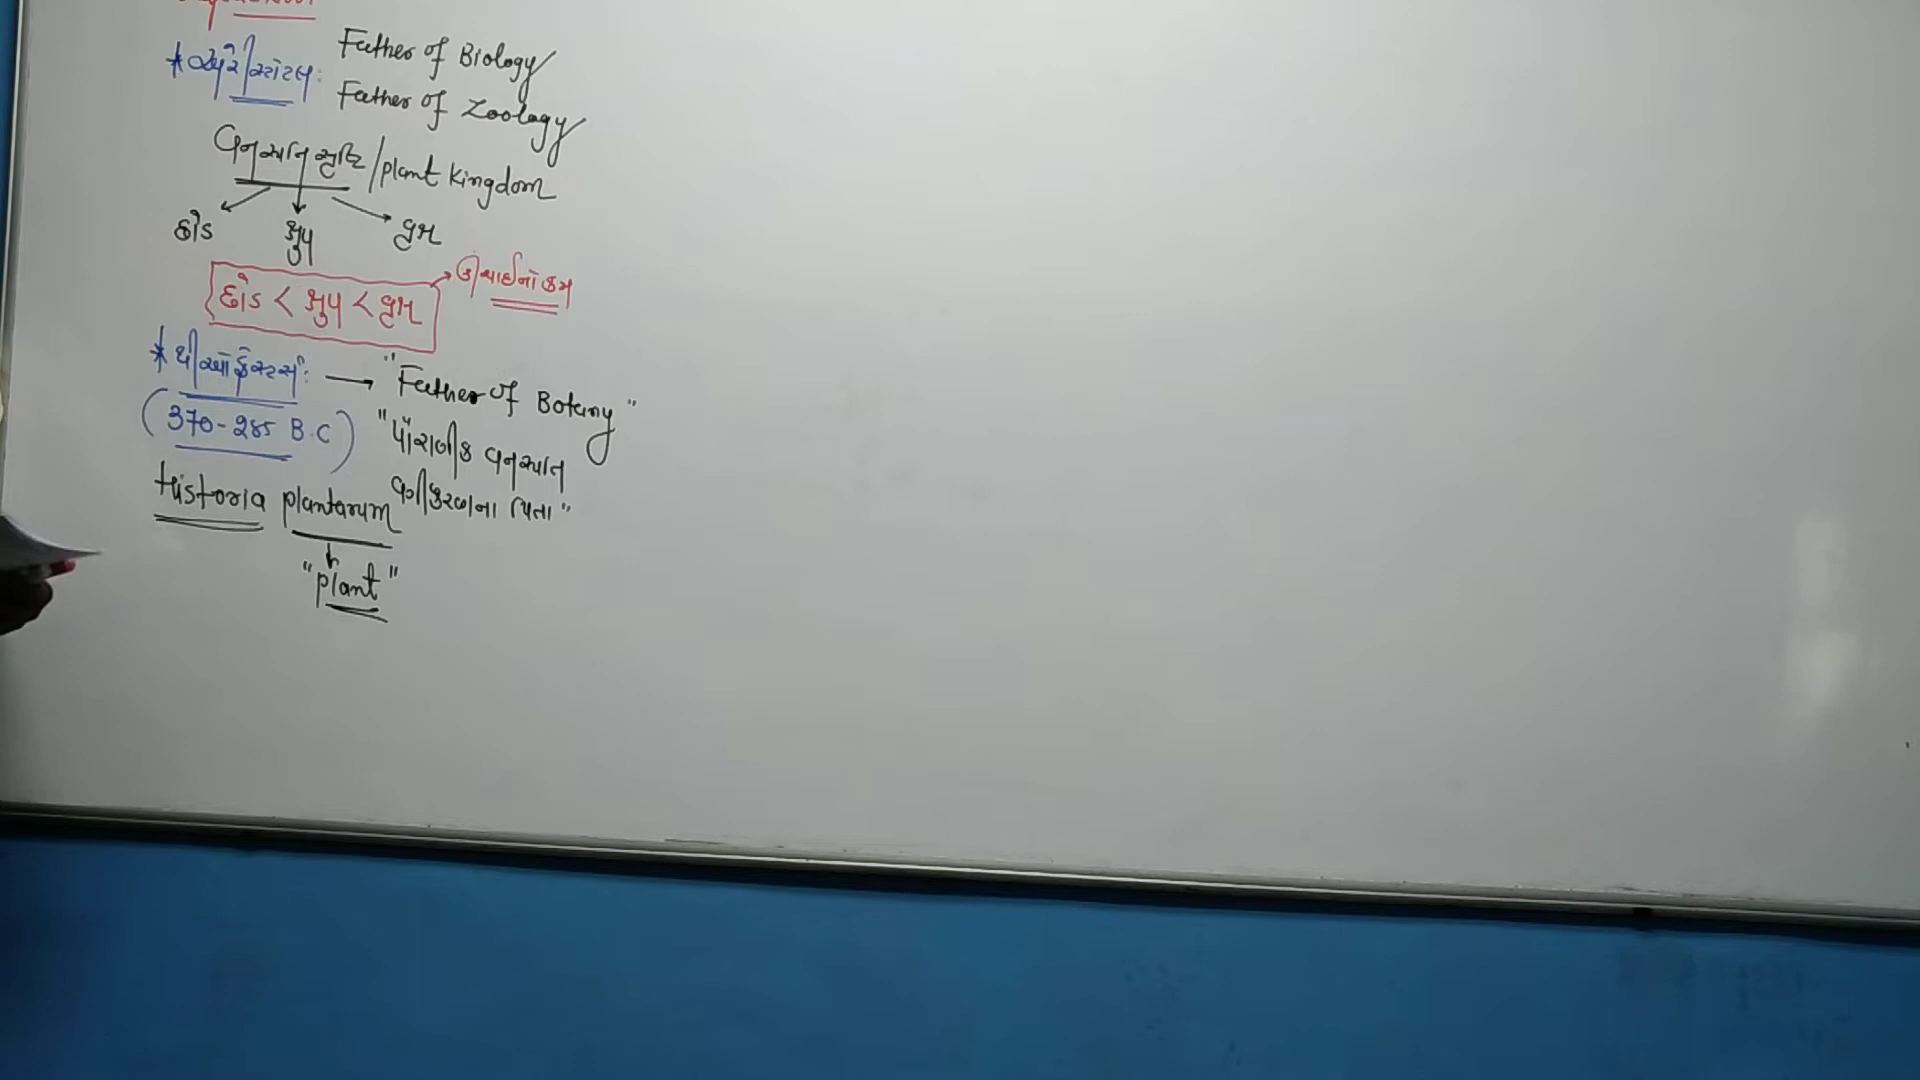 * એરિસ્ટોટલ: Father of Biology
Father of Zoology
વનસ્પતિ સૃષ્ટિ / plant kingdom
છોડ ક્ષુપ વૃક્ષ
છોડ < ક્ષુપ < વૃક્ષ → ઊંચાઈનો ક્રમ
* થીઓફ્રેસ્ટસ: → "Father of Botany"
(370-285 B.C) "પૌરાણીક વનસ્પતિ
વર્ગીકરણના પિતા"
Historia plantarum
"plant"